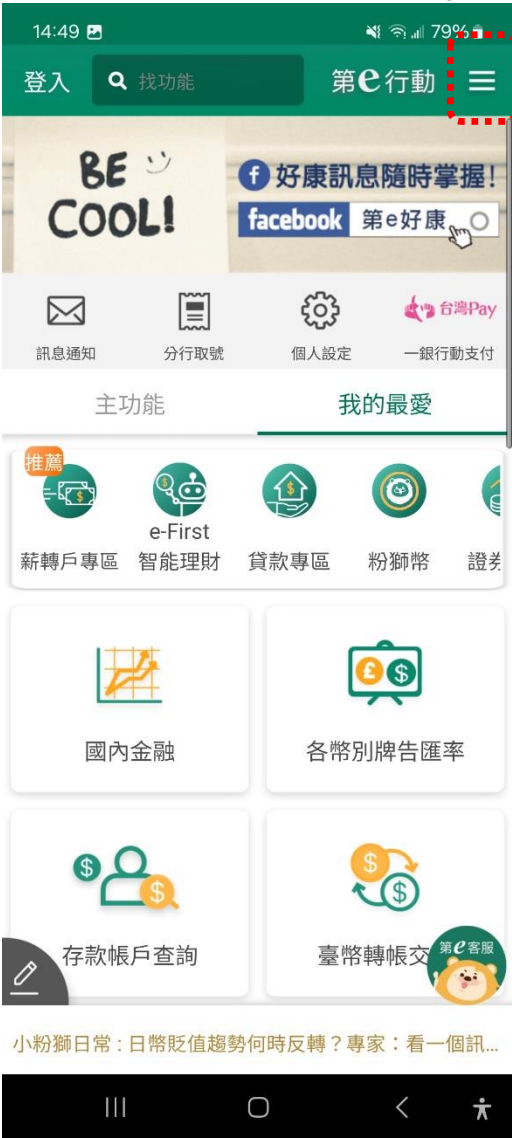 14:49 79%
登入 找功能 第e行動
BE COOL!
好康訊息隨時掌握!
facebook 第e好康
訊息通知 分行取號 個人設定 台灣Pay 一銀行動支付
主功能 我的最愛
推薦
薪轉戶專區 e-First 智能理財 貸款專區 粉獅幣 證券
國內金融 各幣別牌告匯率
存款帳戶查詢 臺幣轉帳交
第e客服
小粉獅日常 : 日幣貶值趨勢何時反轉？專家：看一個訊...